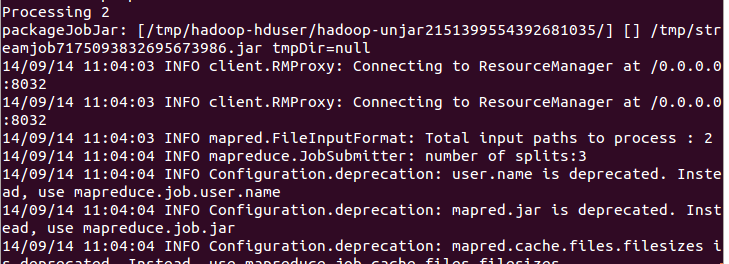 Processing 2
packageJobJar: [/tmp/hadoop-hduser/hadoop-unjar2151399554392681035/] [] /tmp/str
eamjob7175093832695673986.jar tmpDir=null
14/09/14 11:04:03 INFO client.RMProxy: Connecting to ResourceManager at /0.0.0.0
:8032
14/09/14 11:04:03 INFO client.RMProxy: Connecting to ResourceManager at /0.0.0.0
:8032
14/09/14 11:04:03 INFO mapred.FileInputFormat: Total input paths to process : 2
14/09/14 11:04:04 INFO mapreduce.JobSubmitter: number of splits:3
14/09/14 11:04:04 INFO Configuration.deprecation: user.name is deprecated. Inste
ad, use mapreduce.job.user.name
14/09/14 11:04:04 INFO Configuration.deprecation: mapred.jar is deprecated. Inst
ead, use mapreduce.job.jar
14/09/14 11:04:04 INFO Configuration.deprecation: mapred.cache.files.filesizes i
s deprecated. Instead, use mapreduce.job.cache.files.filesizes